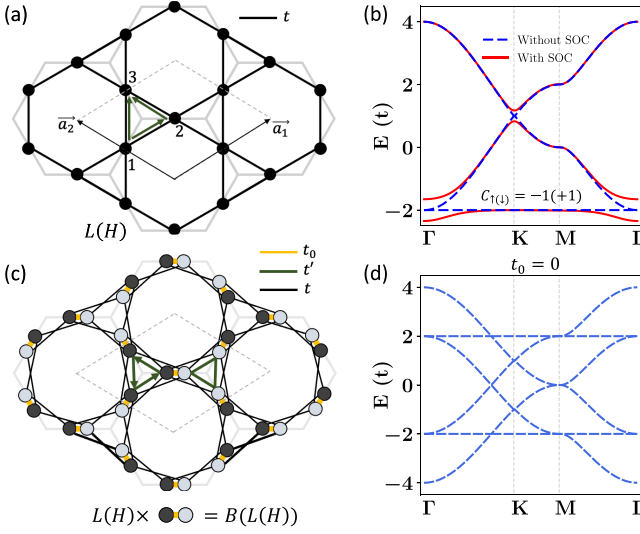 (a)
t
3
2
1
a₂
a₁
L(H)
(b)
4
2
0
−2
E (t)
Without SOC
With SOC
C↑(↓) = −1(+1)
Γ
K
M
Γ
(c)
t₀
t′
t
L(H)× = B(L(H))
(d)
t₀ = 0
4
2
0
−2
−4
E (t)
Γ
K
M